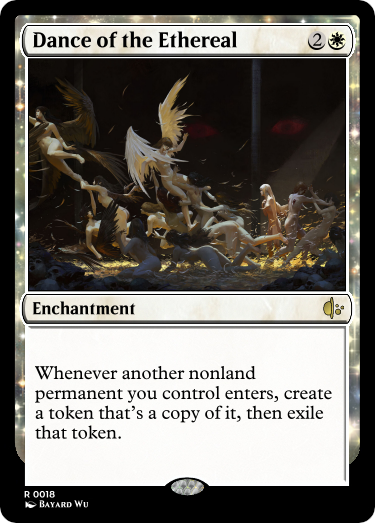 Dance of the Ethereal 2
Enchantment
Whenever another nonland
permanent you control enters, create
a token that's a copy of it, then exile
that token.
R 0018
Bayard Wu